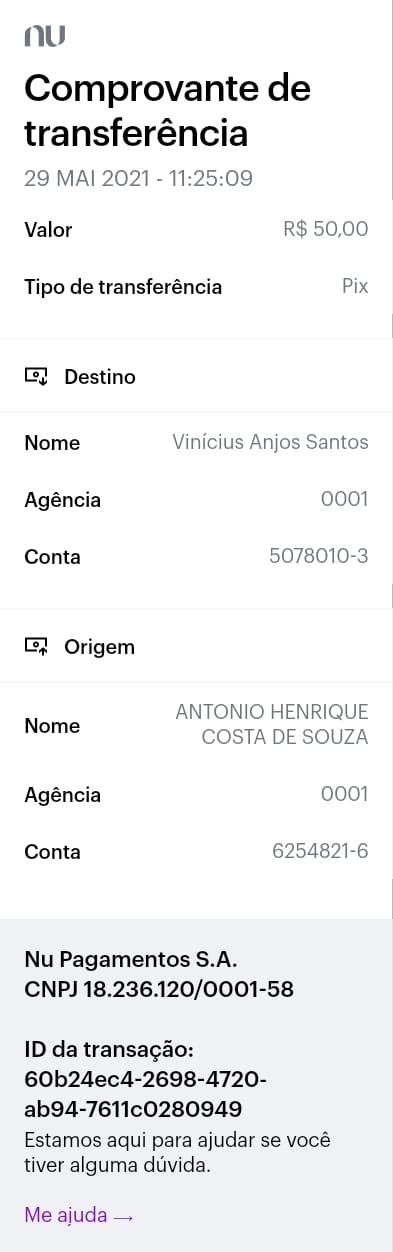 nu
Comprovante de
transferência
29 MAI 2021 - 11:25:09
Valor R$ 50,00
Tipo de transferência Pix
Destino
Nome Vinícius Anjos Santos
Agência 0001
Conta 5078010-3
Origem
Nome ANTONIO HENRIQUE
COSTA DE SOUZA
Agência 0001
Conta 6254821-6
Nu Pagamentos S.A.
CNPJ 18.236.120/0001-58
ID da transação:
60b24ec4-2698-4720-
ab94-7611c0280949
Estamos aqui para ajudar se você
tiver alguma dúvida.
Me ajuda →